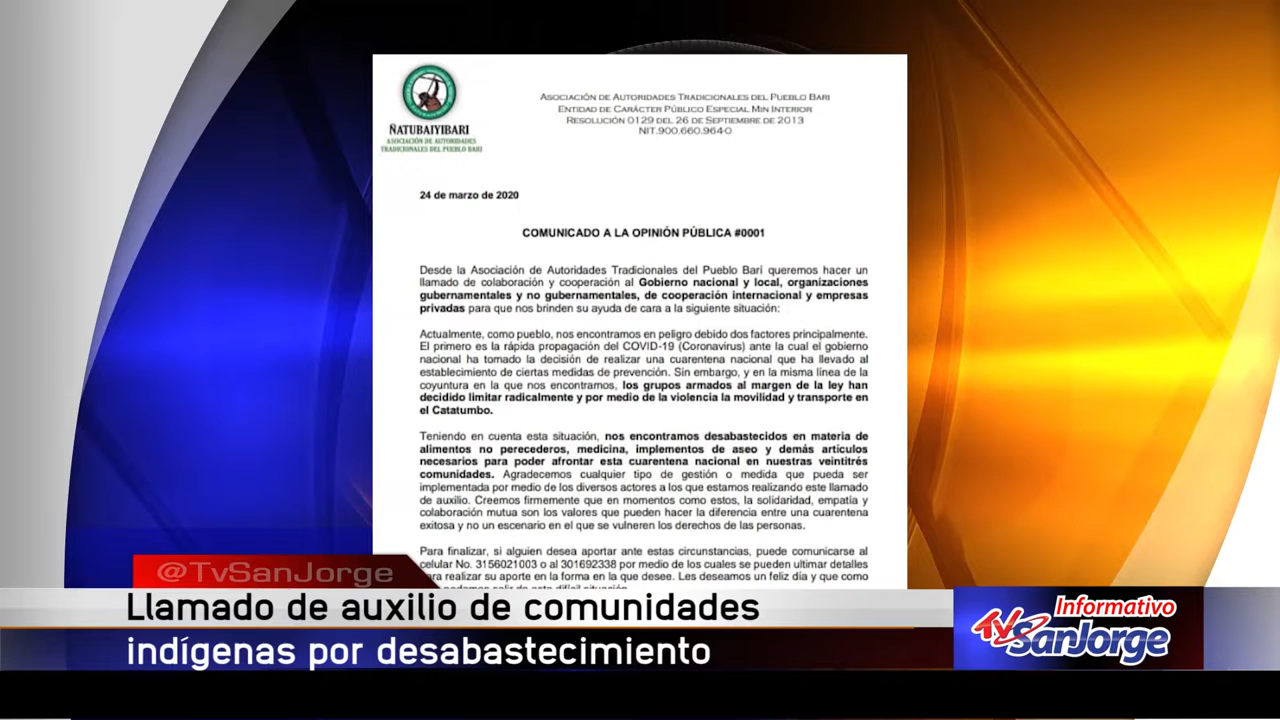 ÑATUBAIYIBARI
ASOCIACIÓN DE AUTORIDADES
TRADICIONALES DEL PUEBLO BARI
ASOCIACIÓN DE AUTORIDADES TRADICIONALES DEL PUEBLO BARI
ENTIDAD DE CARÁCTER PÚBLICO ESPECIAL MIN INTERIOR
RESOLUCIÓN 0129 DEL 26 DE SEPTIEMBRE DE 2013
NIT.900.660.964-0
24 de marzo de 2020
COMUNICADO A LA OPINIÓN PÚBLICA #0001
Desde la Asociación de Autoridades Tradicionales del Pueblo Barí queremos hacer un
llamado de colaboración y cooperación al Gobierno nacional y local, organizaciones
gubernamentales y no gubernamentales, de cooperación internacional y empresas
privadas para que nos brinden su ayuda de cara a la siguiente situación:
Actualmente, como pueblo, nos encontramos en peligro debido dos factores principalmente.
El primero es la rápida propagación del COVID-19 (Coronavirus) ante la cual el gobierno
nacional ha tomado la decisión de realizar una cuarentena nacional que ha llevado al
establecimiento de ciertas medidas de prevención. Sin embargo, y en la misma línea de la
coyuntura en la que nos encontramos, los grupos armados al margen de la ley han
decidido limitar radicalmente y por medio de la violencia la movilidad y transporte en
el Catatumbo.
Teniendo en cuenta esta situación, nos encontramos desabastecidos en materia de
alimentos no perecederos, medicina, implementos de aseo y demás artículos
necesarios para poder afrontar esta cuarentena nacional en nuestras veintitrés
comunidades. Agradecemos cualquier tipo de gestión o medida que pueda ser
implementada por medio de los diversos actores a los que estamos realizando este llamado
de auxilio. Creemos firmemente que en momentos como estos, la solidaridad, empatía y
colaboración mutua son los valores que pueden hacer la diferencia entre una cuarentena
exitosa y no un escenario en el que se vulneren los derechos de las personas.
Para finalizar, si alguien desea aportar ante estas circunstancias, puede comunicarse al
celular No. 3156021003 o al 301692338 por medio de los cuales se pueden ultimar detalles
para realizar su aporte en la forma en la que desee. Les deseamos un feliz día y que como
@TvSanJorge
Llamado de auxilio de comunidades
indígenas por desabastecimiento
Informativo
TV SanJorge